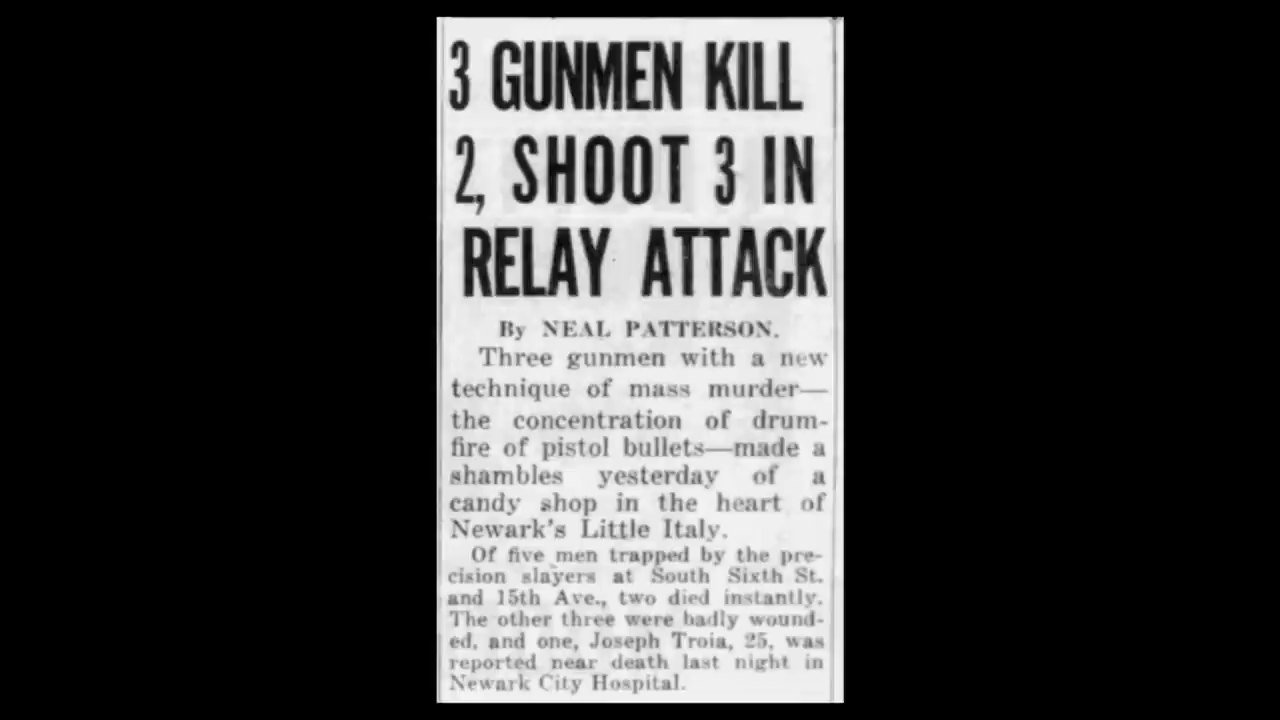 3 GUNMEN KILL
2, SHOOT 3 IN
RELAY ATTACK
By NEAL PATTERSON.
Three gunmen with a new
technique of mass murder—
the concentration of drum-
fire of pistol bullets—made a
shambles yesterday of a
candy shop in the heart of
Newark's Little Italy.
Of five men trapped by the pre-
cision slayers at South Sixth St.
and 15th Ave., two died instantly.
The other three were badly wound-
ed, and one, Joseph Troia, 25, was
reported near death last night in
Newark City Hospital.